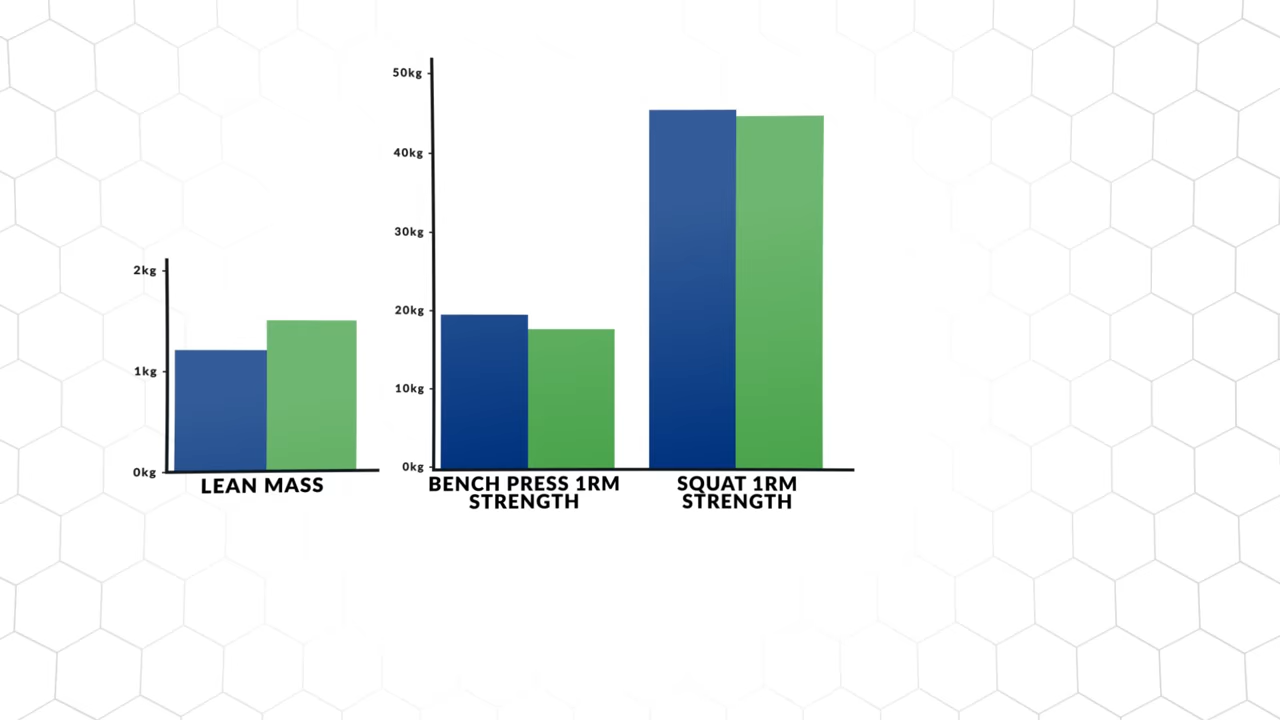 2kg
1kg
0kg
LEAN MASS
50kg
40kg
30kg
20kg
10kg
0kg
BENCH PRESS 1RM
STRENGTH
SQUAT 1RM
STRENGTH